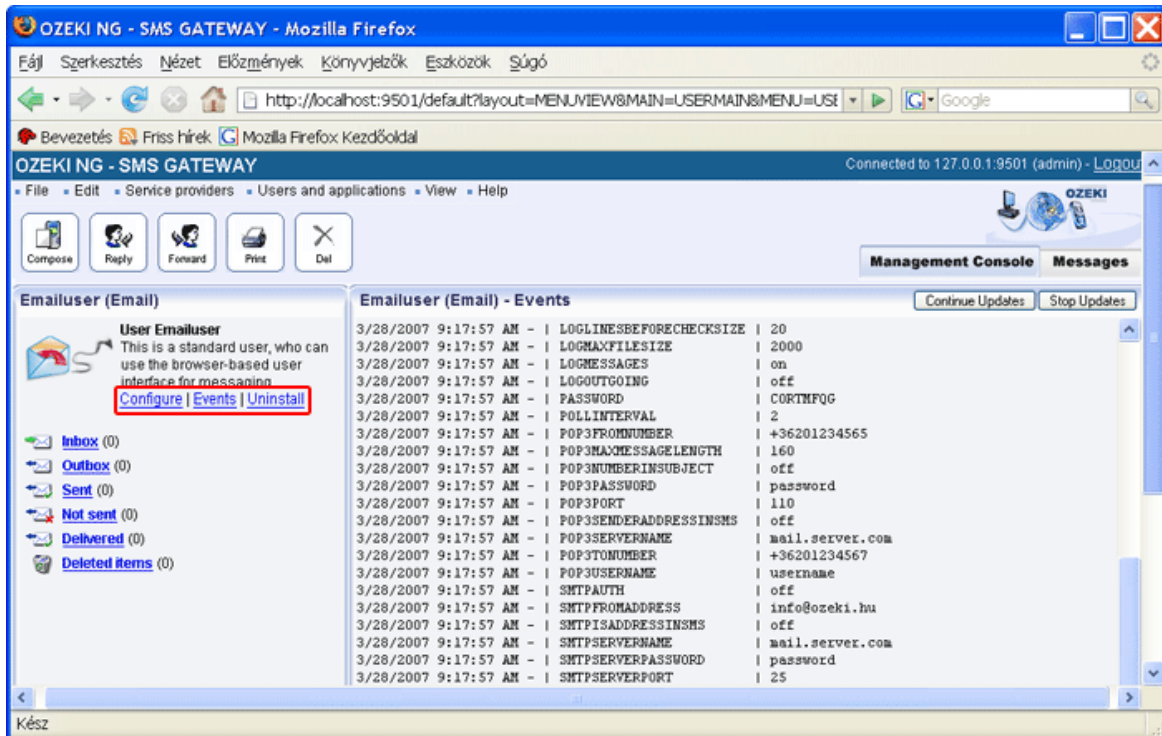 OZEKI NG - SMS GATEWAY - Mozilla Firefox
Fájl Szerkesztés Nézet Előzmények Könyvjelzők Eszközök Súgó
http://localhost:9501/default?layout=MENUVIEW&MAIN=USERMAIN&MENU=USE
Google
Bevezetés Friss hírek Mozilla Firefox Kezdőoldal
OZEKI NG - SMS GATEWAY Connected to 127.0.0.1:9501 (admin) - Logou
File Edit Service providers Users and applications View Help
OZEKI
Compose Reply Forward Print Del
Management Console Messages
Emailuser (Email)
User Emailuser
This is a standard user, who can
use the browser-based user
interface for messaging
Configure | Events | Uninstall
Inbox (0)
Outbox (0)
Sent (0)
Not sent (0)
Delivered (0)
Deleted items (0)
Emailuser (Email) - Events Continue Updates Stop Updates
3/28/2007 9:17:57 AM - | LOGLINESBEFORECHECKSIZE | 20
3/28/2007 9:17:57 AM - | LOGMAXFILESIZE | 2000
3/28/2007 9:17:57 AM - | LOGMESSAGES | on
3/28/2007 9:17:57 AM - | LOGOUTGOING | off
3/28/2007 9:17:57 AM - | PASSWORD | CORTMFQG
3/28/2007 9:17:57 AM - | POLLINTERVAL | 2
3/28/2007 9:17:57 AM - | POP3FROMNUMBER | +36201234565
3/28/2007 9:17:57 AM - | POP3MAXMESSAGELENGTH | 160
3/28/2007 9:17:57 AM - | POP3NUMBERINSUBJECT | off
3/28/2007 9:17:57 AM - | POP3PASSWORD | password
3/28/2007 9:17:57 AM - | POP3PORT | 110
3/28/2007 9:17:57 AM - | POP3SENDERADDRESSINSMS | off
3/28/2007 9:17:57 AM - | POP3SERVERNAME | mail.server.com
3/28/2007 9:17:57 AM - | POP3TONUMBER | +36201234567
3/28/2007 9:17:57 AM - | POP3USERNAME | username
3/28/2007 9:17:57 AM - | SMTPAUTH | off
3/28/2007 9:17:57 AM - | SMTPFROMADDRESS | info@ozeki.hu
3/28/2007 9:17:57 AM - | SMTPISADDRESSINSMS | off
3/28/2007 9:17:57 AM - | SMTPSERVERNAME | mail.server.com
3/28/2007 9:17:57 AM - | SMTPSERVERPASSWORD | password
3/28/2007 9:17:57 AM - | SMTPSERVERPORT | 25
Kész